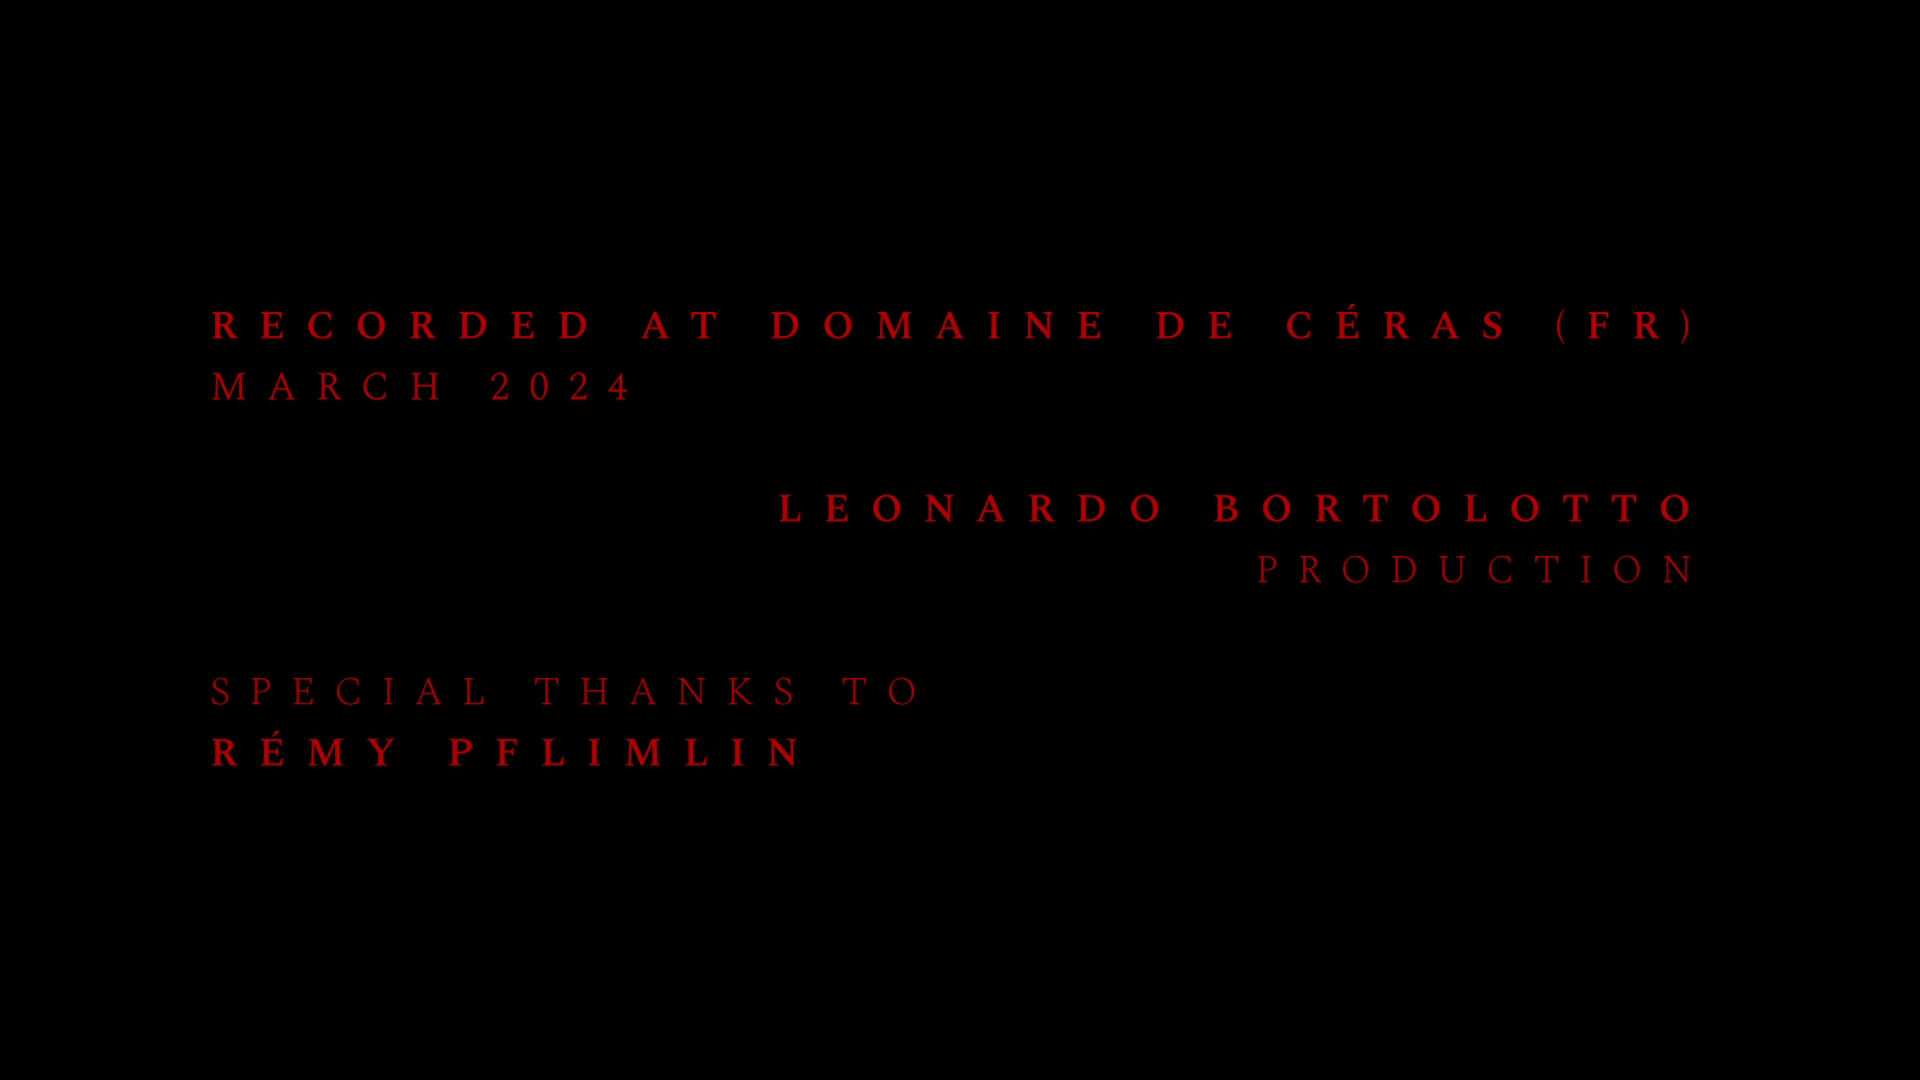 RECORDED AT DOMAINE DE CÉRAS (FR)
MARCH 2024
LEONARDO BORTOLOTTO
PRODUCTION
SPECIAL THANKS TO
RÉMY PFLIMLIN